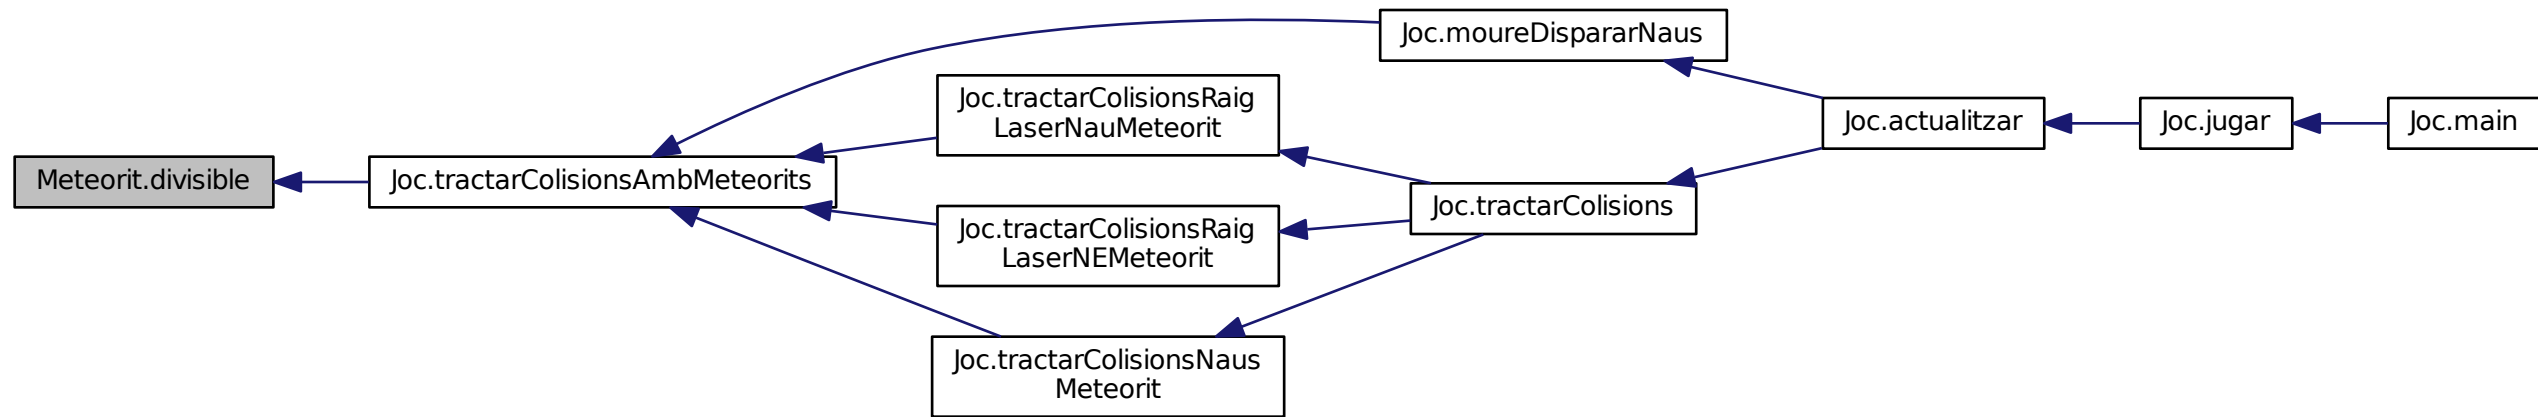 Meteorit.divisible
Joc.tractarColisionsAmbMeteorits
Joc.moureDispararNaus
Joc.tractarColisionsRaig
LaserNauMeteorit
Joc.tractarColisionsRaig
LaserNEMeteorit
Joc.tractarColisionsNaus
Meteorit
Joc.tractarColisions
Joc.actualitzar
Joc.jugar
Joc.main